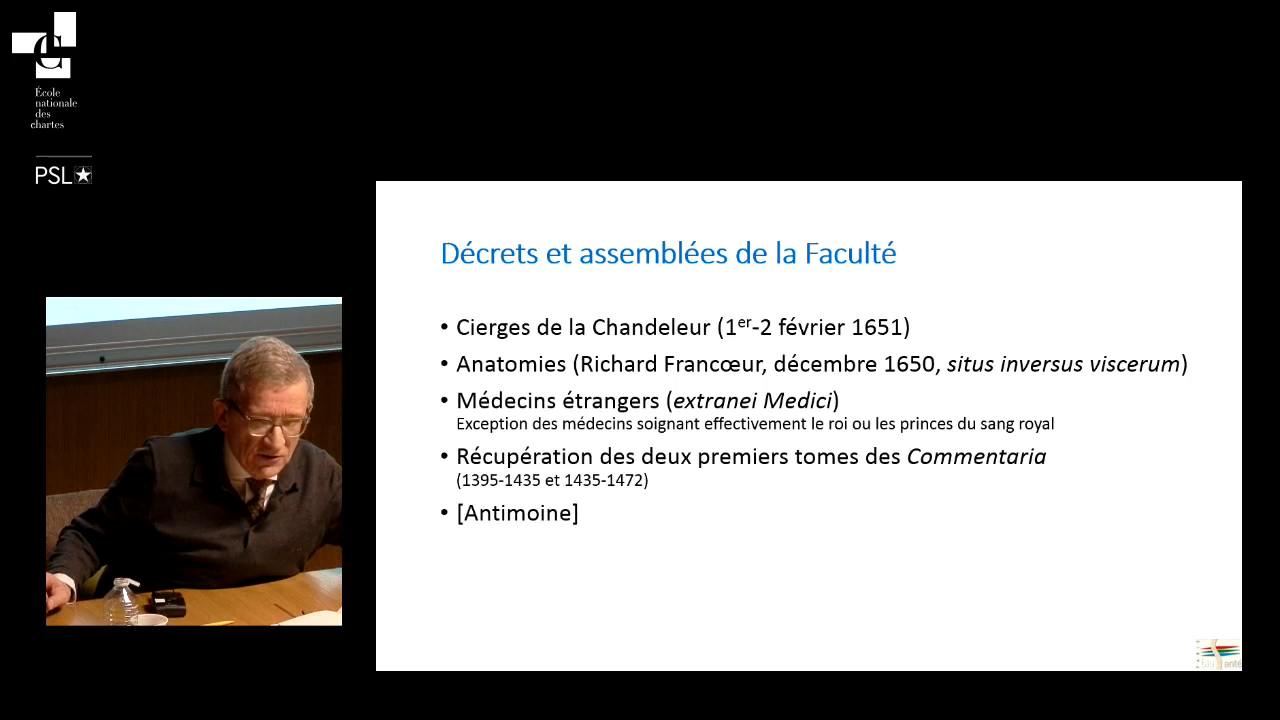 École
nationale
des
chartes
PSL
Décrets et assemblées de la Faculté
• Cierges de la Chandeleur (1er-2 février 1651)
• Anatomies (Richard Francœur, décembre 1650, situs inversus viscerum)
• Médecins étrangers (extranei Medici)
Exception des médecins soignant effectivement le roi ou les princes du sang royal
• Récupération des deux premiers tomes des Commentaria
(1395-1435 et 1435-1472)
• [Antimoine]